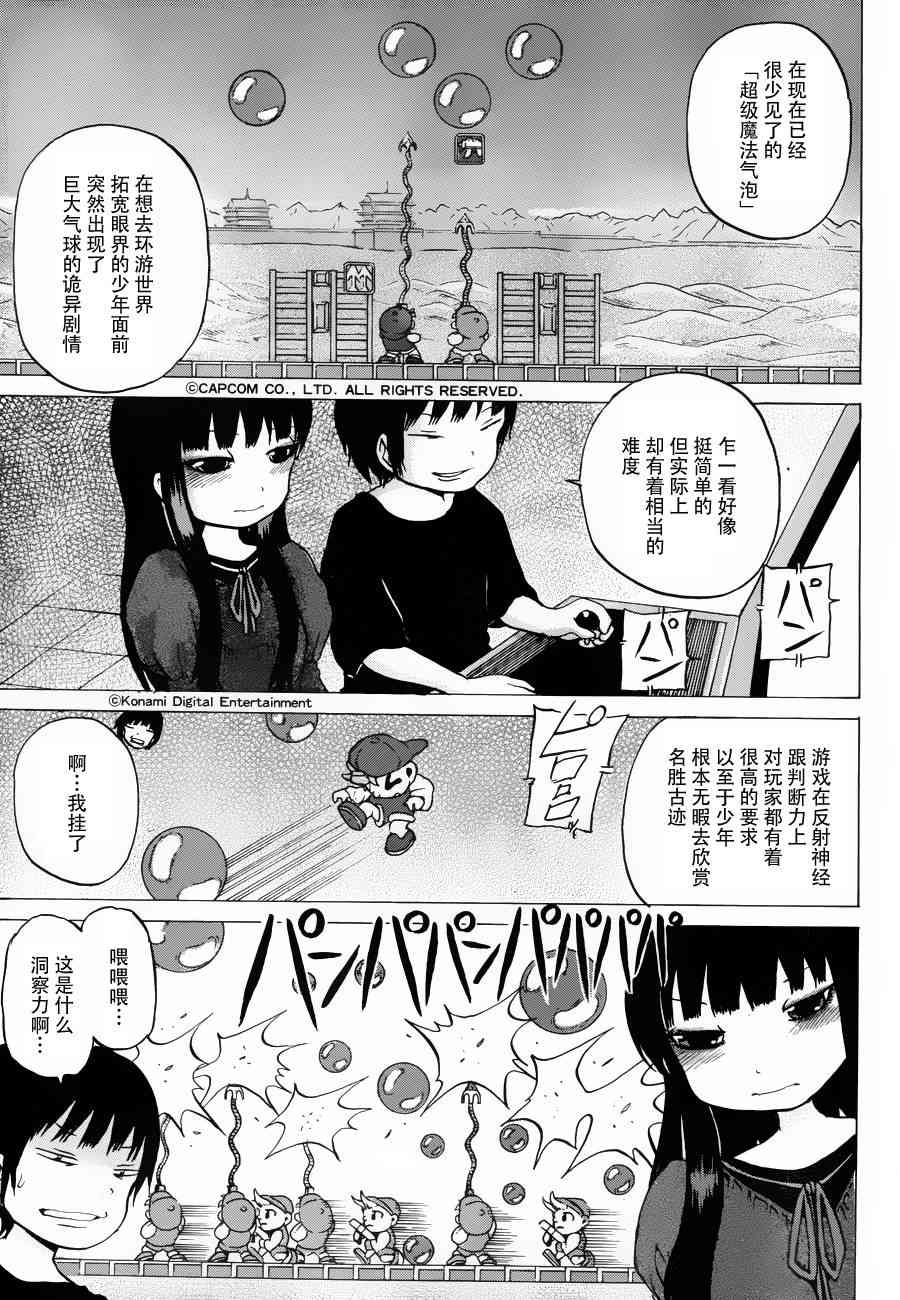 在现在已经
很少见了的
「超级魔法气泡」
在想去环游世界
拓宽眼界的少年面前
突然出现了
巨大气球的诡异剧情
©CAPCOM CO., LTD. ALL RIGHTS RESERVED.
乍一看好像
挺简单的
但实际上
却有着相当的
难度
パン
パン
©Konami Digital Entertainment
游戏在反射神经
跟判断力上
对玩家都有着
很高的要求
以至于少年
根本无暇去欣赏
名胜古迹
ピロロロ
啊…我挂了
パンパパンパパパパ
喂喂…
这是什么
洞察力啊…